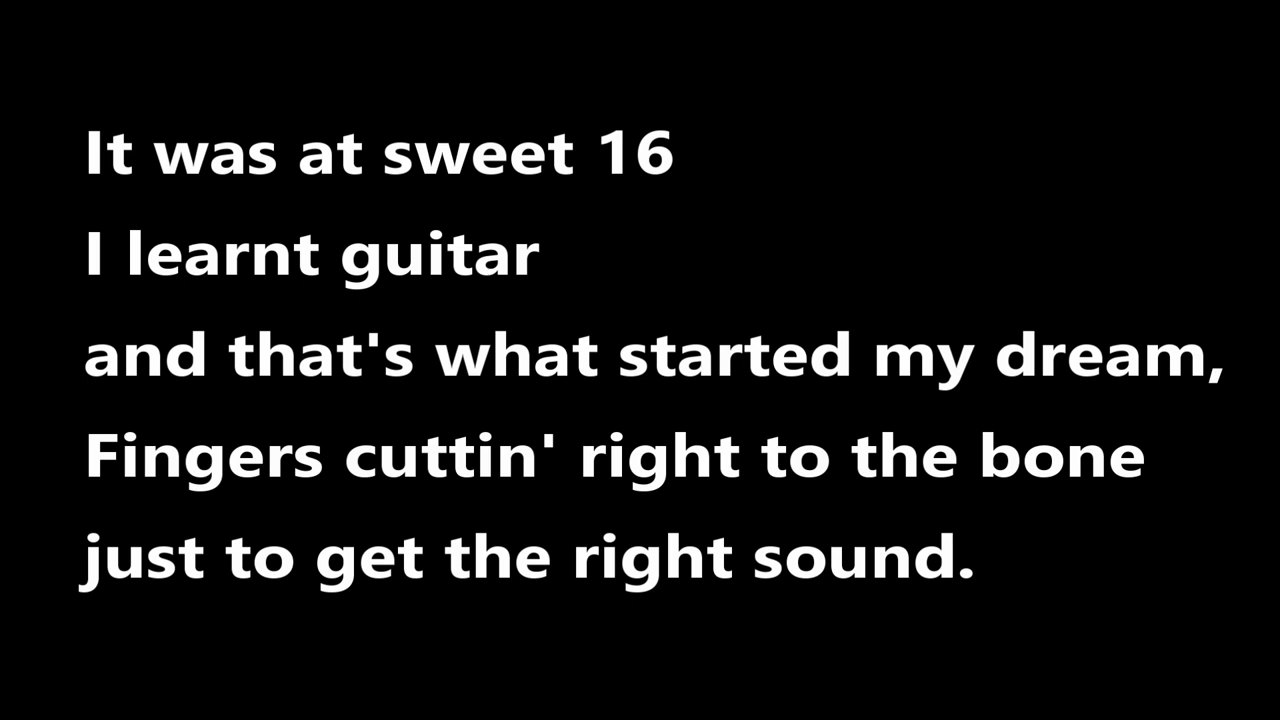 It was at sweet 16
I learnt guitar
and that's what started my dream,
Fingers cuttin' right to the bone
just to get the right sound.